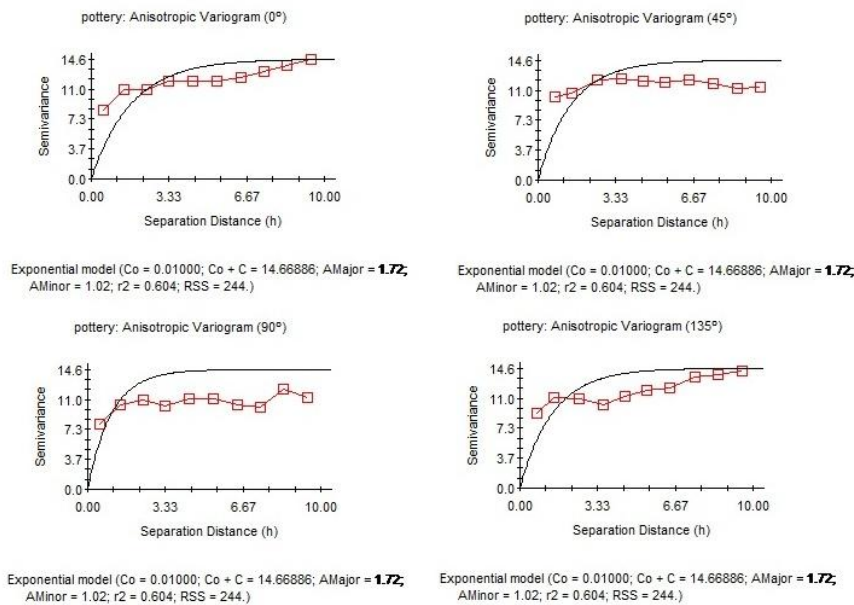 pottery: Anisotropic Variogram (0º)
14.6
11.0
7.3
3.7
0.0
Semivariance
0.00 3.33 6.67 10.00
Separation Distance (h)
Exponential model (Co = 0.01000; Co + C = 14.66886; AMajor = 1.72;
AMinor = 1.02; r2 = 0.604; RSS = 244.)
pottery: Anisotropic Variogram (45º)
14.6
11.0
7.3
3.7
0.0
Semivariance
0.00 3.33 6.67 10.00
Separation Distance (h)
Exponential model (Co = 0.01000; Co + C = 14.66886; AMajor = 1.72;
AMinor = 1.02; r2 = 0.604; RSS = 244.)
pottery: Anisotropic Variogram (90º)
14.6
11.0
7.3
3.7
0.0
Semivariance
0.00 3.33 6.67 10.00
Separation Distance (h)
Exponential model (Co = 0.01000; Co + C = 14.66886; AMajor = 1.72;
AMinor = 1.02; r2 = 0.604; RSS = 244.)
pottery: Anisotropic Variogram (135º)
14.6
11.0
7.3
3.7
0.0
Semivariance
0.00 3.33 6.67 10.00
Separation Distance (h)
Exponential model (Co = 0.01000; Co + C = 14.66886; AMajor = 1.72;
AMinor = 1.02; r2 = 0.604; RSS = 244.)